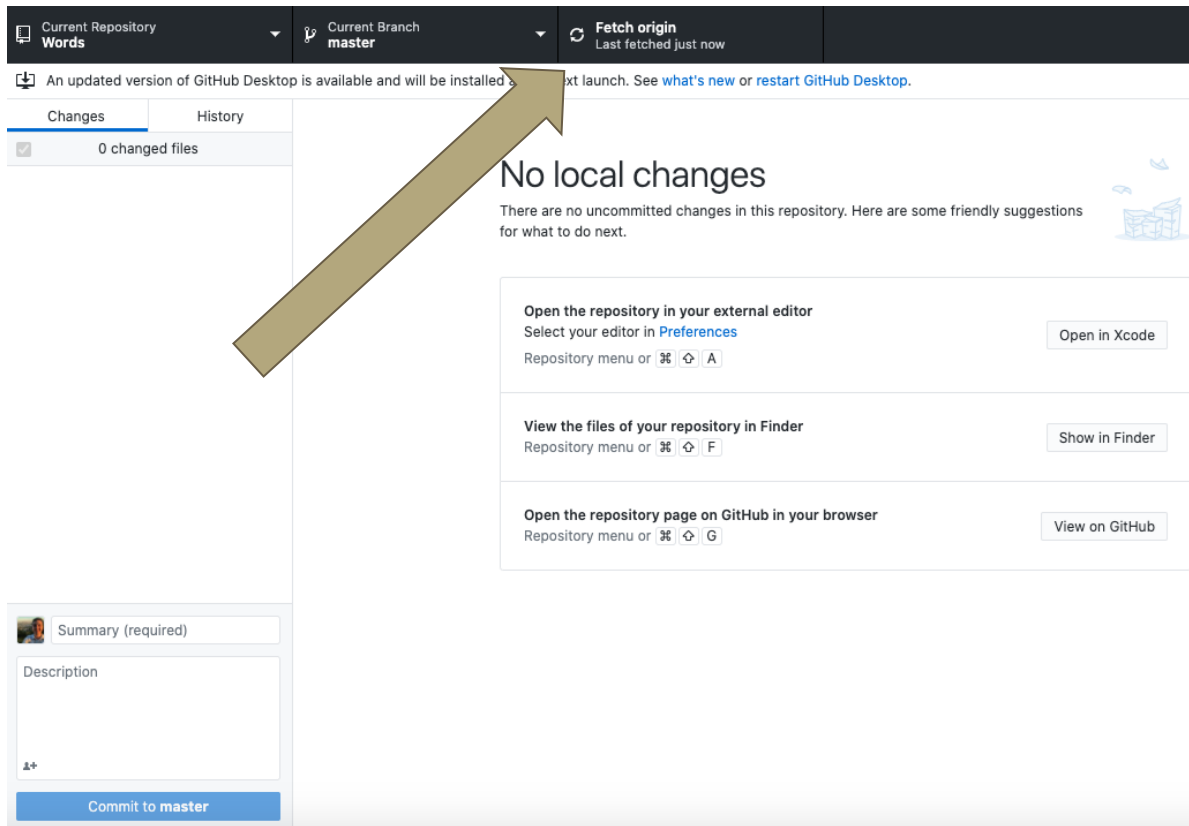 Current Repository
Words
Current Branch
master
Fetch origin
Last fetched just now
An updated version of GitHub Desktop is available and will be installed ext launch. See what's new or restart GitHub Desktop.
Changes
History
0 changed files
No local changes
There are no uncommitted changes in this repository. Here are some friendly suggestions
for what to do next.
Open the repository in your external editor
Select your editor in Preferences
Repository menu or ⌘ ⇧ A
Open in Xcode
View the files of your repository in Finder
Repository menu or ⌘ ⇧ F
Show in Finder
Open the repository page on GitHub in your browser
Repository menu or ⌘ ⇧ G
View on GitHub
Summary (required)
Description
Commit to master